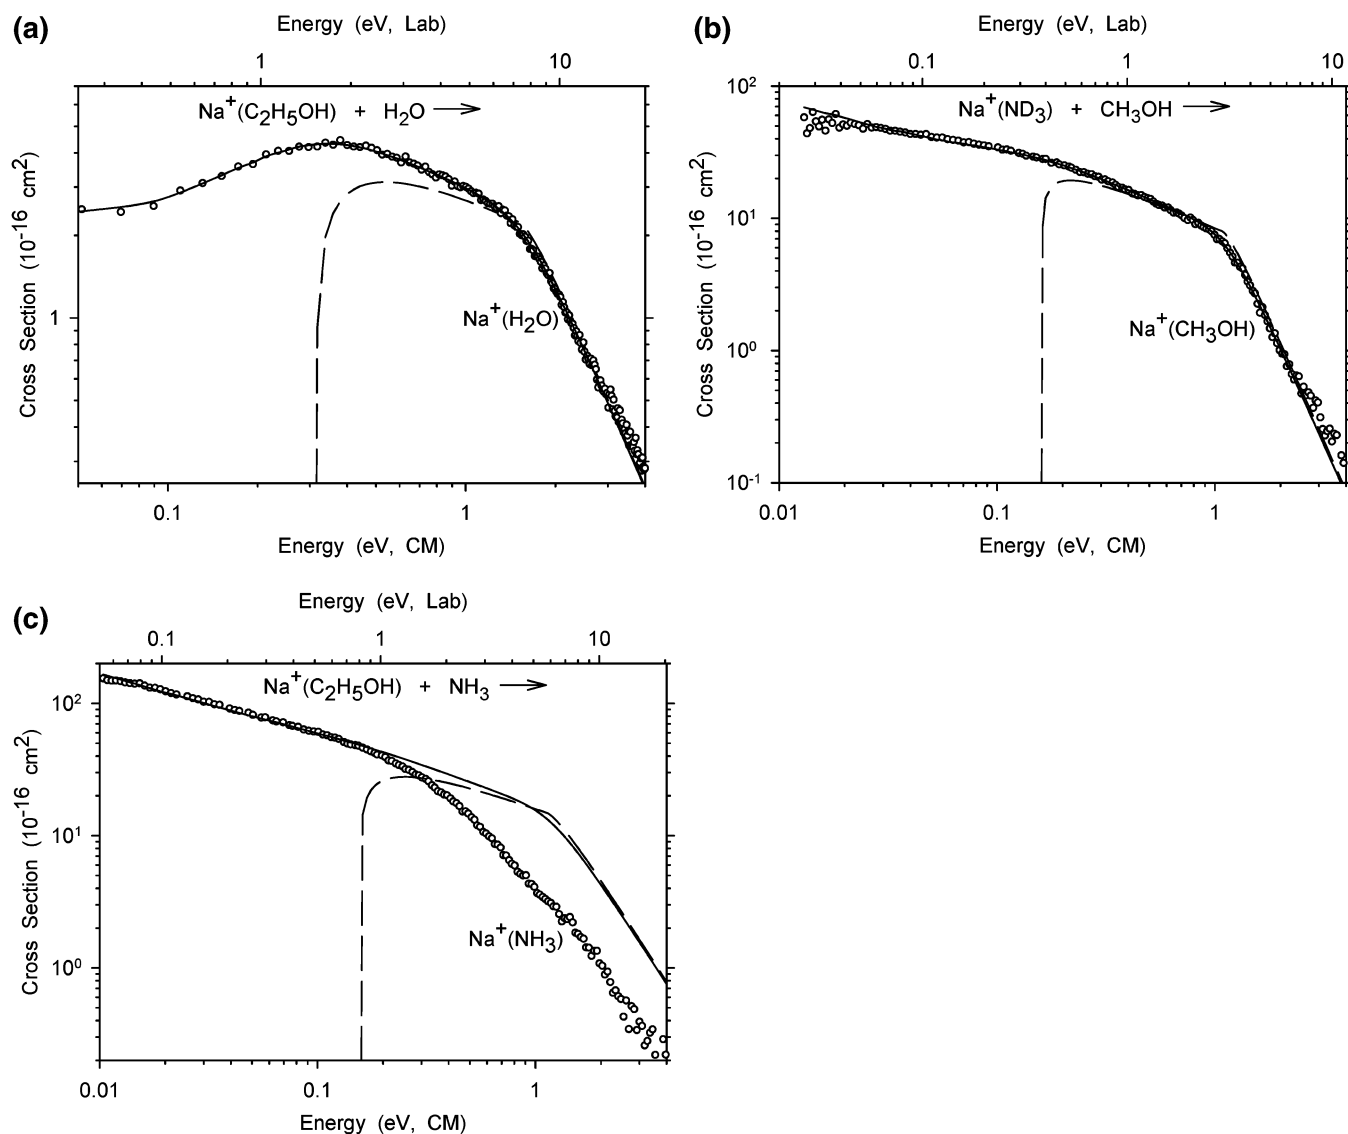 (a)
Energy (eV, Lab)
1 10
Na⁺(C₂H₅OH) + H₂O
Cross Section (10⁻¹⁶ cm²)
1
Na⁺(H₂O)
0.1 1
Energy (eV, CM)
(b)
Energy (eV, Lab)
0.1 1 10
10²
Na⁺(ND₃) + CH₃OH
Cross Section (10⁻¹⁶ cm²)
10¹
Na⁺(CH₃OH)
10⁰
10⁻¹
0.01 0.1 1
Energy (eV, CM)
(c)
Energy (eV, Lab)
0.1 1 10
Na⁺(C₂H₅OH) + NH₃
10²
Cross Section (10⁻¹⁶ cm²)
10¹
Na⁺(NH₃)
10⁰
0.01 0.1 1
Energy (eV, CM)